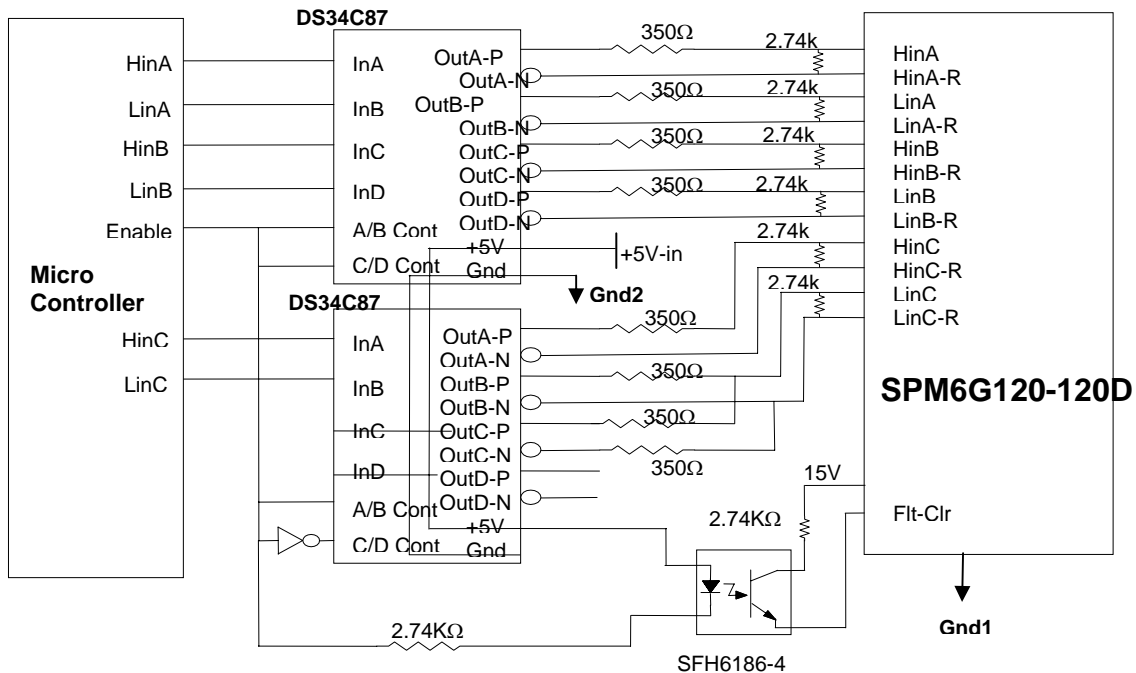 DS34C87
HinA
LinA
HinB
LinB
Enable
Micro
Controller
HinC
LinC
InA
InB
InC
InD
A/B Cont
C/D Cont
OutA-P
OutA-N
OutB-P
OutB-N
OutC-P
OutC-N
OutD-P
OutD-N
+5V
Gnd
+5V-in
Gnd2
DS34C87
InA
InB
InC
InD
A/B Cont
C/D Cont
OutA-P
OutA-N
OutB-P
OutB-N
OutC-P
OutC-N
OutD-P
OutD-N
+5V
Gnd
350Ω
350Ω
350Ω
350Ω
350Ω
350Ω
350Ω
350Ω
2.74k
2.74k
2.74k
2.74k
2.74k
2.74k
HinA
HinA-R
LinA
LinA-R
HinB
HinB-R
LinB
LinB-R
HinC
HinC-R
LinC
LinC-R
SPM6G120-120D
15V
2.74KΩ
Flt-Clr
Gnd1
2.74KΩ
SFH6186-4